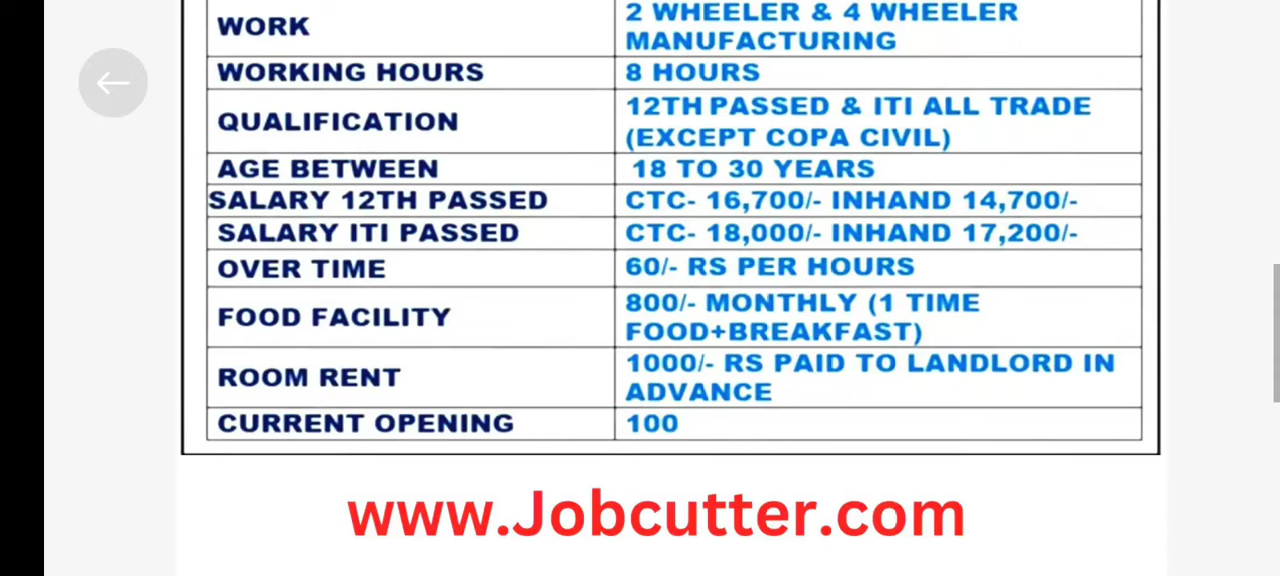 WORK
2 WHEELER & 4 WHEELER
MANUFACTURING
WORKING HOURS
8 HOURS
QUALIFICATION
12TH PASSED & ITI ALL TRADE
(EXCEPT COPA CIVIL)
AGE BETWEEN
18 TO 30 YEARS
SALARY 12TH PASSED
CTC- 16,700/- INHAND 14,700/-
SALARY ITI PASSED
CTC- 18,000/- INHAND 17,200/-
OVER TIME
60/- RS PER HOURS
FOOD FACILITY
800/- MONTHLY (1 TIME
FOOD+BREAKFAST)
ROOM RENT
1000/- RS PAID TO LANDLORD IN
ADVANCE
CURRENT OPENING
100
www.Jobcutter.com